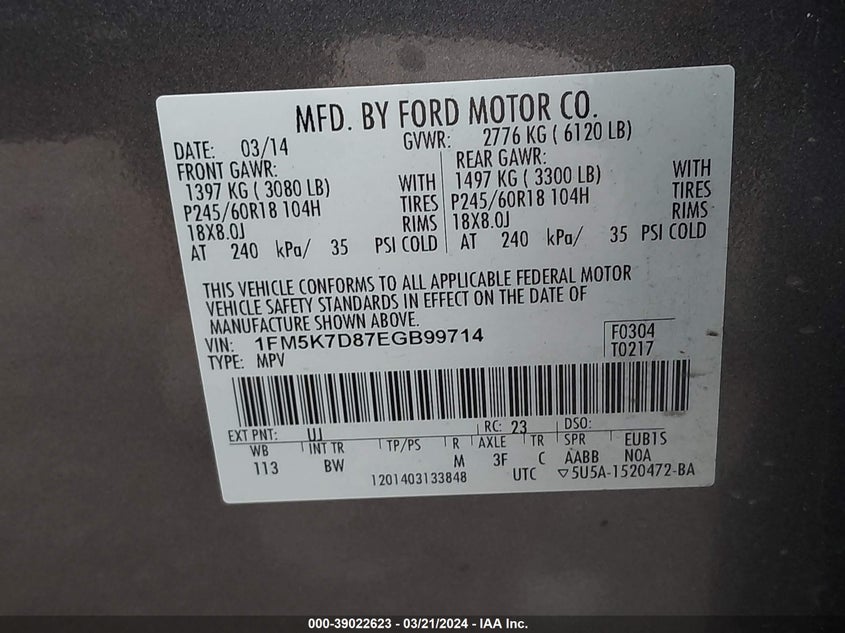 MFD. BY FORD MOTOR CO.
DATE: 03/14 GVWR: 2776 KG ( 6120 LB)
FRONT GAWR: REAR GAWR:
1397 KG ( 3080 LB) WITH 1497 KG ( 3300 LB) WITH
P245/60R18 104H TIRES P245/60R18 104H TIRES
18X8.0J RIMS 18X8.0J RIMS
AT 240 kPa/ 35 PSI COLD AT 240 kPa/ 35 PSI COLD
THIS VEHICLE CONFORMS TO ALL APPLICABLE FEDERAL MOTOR
VEHICLE SAFETY STANDARDS IN EFFECT ON THE DATE OF
MANUFACTURE SHOWN ABOVE.
VIN: 1FM5K7D87EGB99714 F0304
TYPE: MPV T0217
EXT PNT: UJ RC: 23 DSO:
WB INT TR TP/PS R AXLE TR SPR EUB1S
113 BW M 3F C AABB N0A
1201403133848 UTC ▽5U5A-1520472-BA
000-39022623 - 03/21/2024 - IAA Inc.